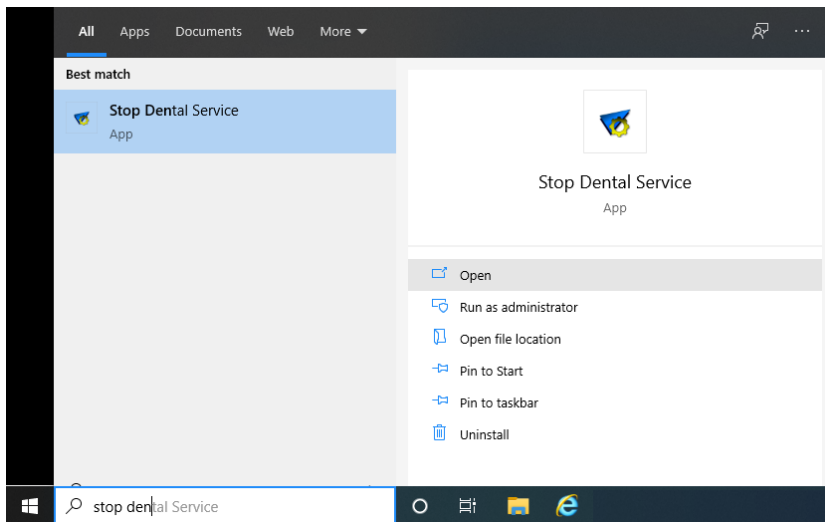 All Apps Documents Web More
Best match
Stop Dental Service
App
Stop Dental Service
App
Open
Run as administrator
Open file location
Pin to Start
Pin to taskbar
Uninstall
stop dental Service